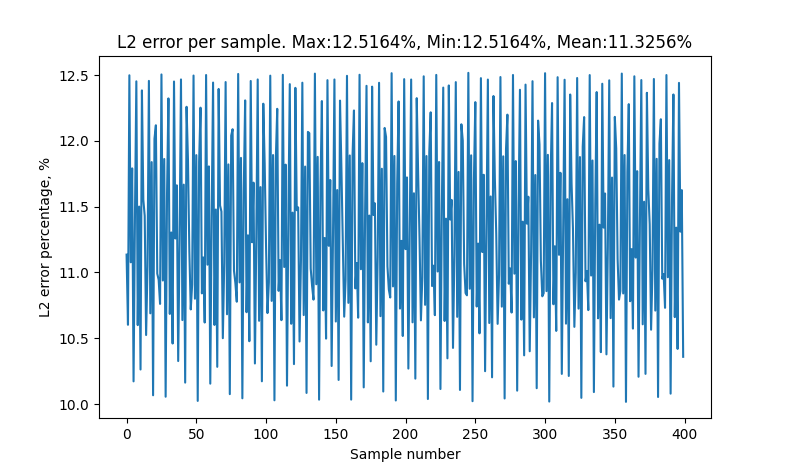 L2 error per sample. Max:12.5164%, Min:12.5164%, Mean:11.3256%
12.5
12.0
11.5
11.0
10.5
10.0
L2 error percentage, %
0 50 100 150 200 250 300 350 400
Sample number